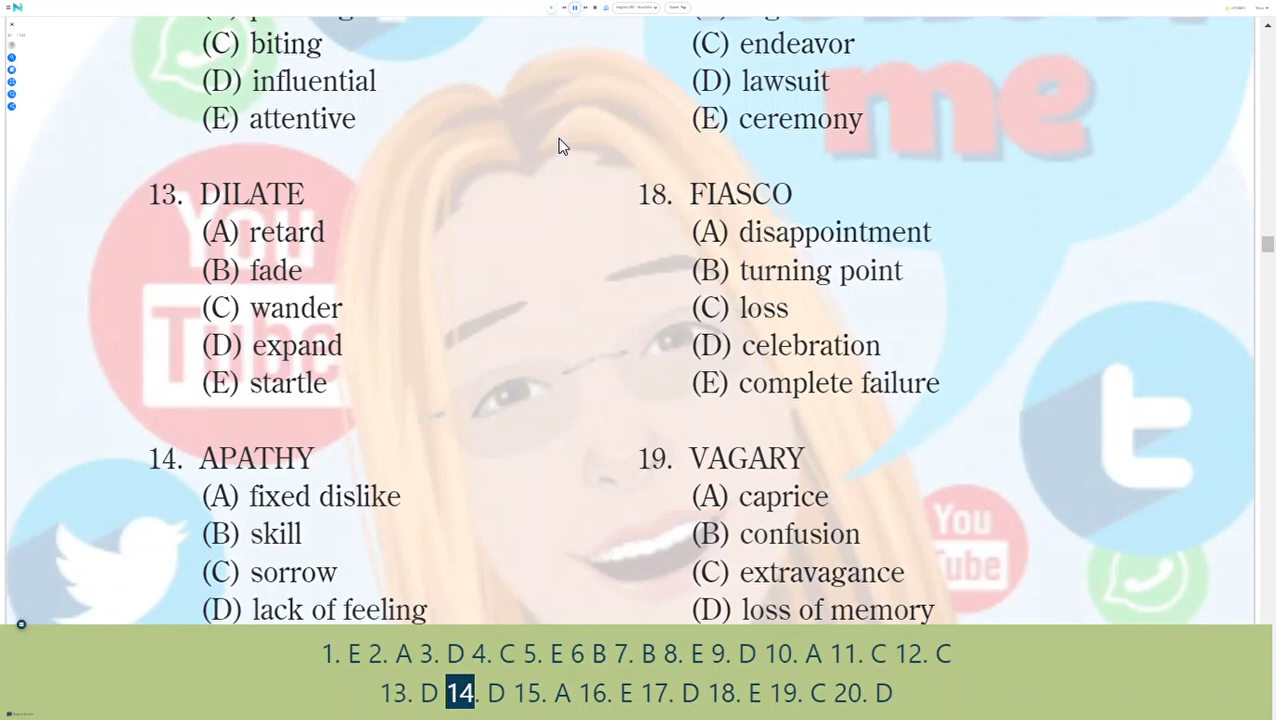 (C) biting
(D) influential
(E) attentive
13. DILATE
(A) retard
(B) fade
(C) wander
(D) expand
(E) startle
14. APATHY
(A) fixed dislike
(B) skill
(C) sorrow
(D) lack of feeling
(C) endeavor
(D) lawsuit
(E) ceremony
18. FIASCO
(A) disappointment
(B) turning point
(C) loss
(D) celebration
(E) complete failure
19. VAGARY
(A) caprice
(B) confusion
(C) extravagance
(D) loss of memory
me
You
Tube
You
Tube
t
1. E 2. A 3. D 4. C 5. E 6 B 7. B 8. E 9. D 10. A 11. C 12. C
13. D 14. D 15. A 16. E 17. D 18. E 19. C 20. D